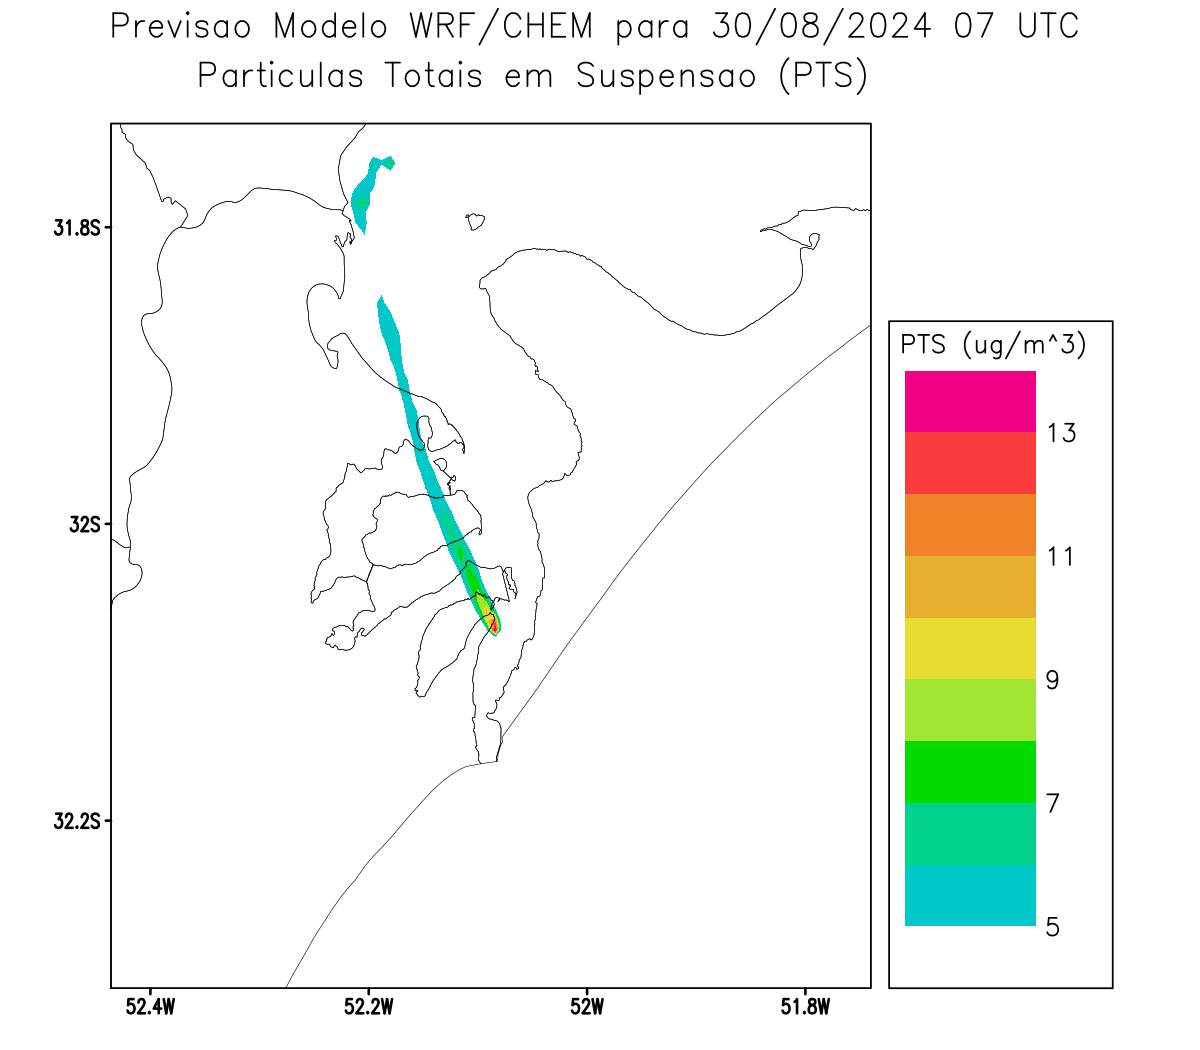 Previsao Modelo WRF/CHEM para 30/08/2024 07 UTC
Particulas Totais em Suspensao (PTS)
31.8S
32S
32.2S
52.4W
52.2W
52W
51.8W
PTS (ug/m^3)
13
11
9
7
5